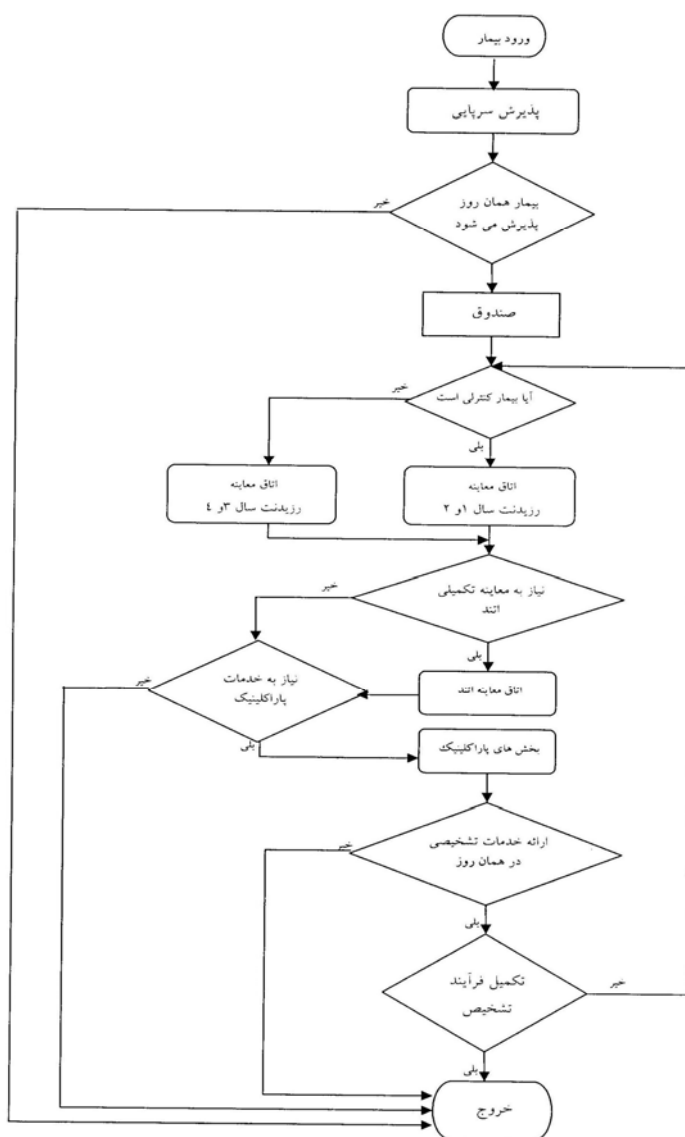 ورود بیمار
پذیرش سرپایی
بیمار همان روز
پذیرش می شود
خیر
صندوق
آیا بیمار کنترلی است
خیر
بلی
اتاق معاینه
رزیدنت سال ۱و ۲
اتاق معاینه
رزیدنت سال ۳و ٤
نیاز به معاینه تکمیلی
اتند
خیر
بلی
اتاق معاینه اتند
نیاز به خدمات
پاراکلینیک
خیر
بلی
بخش های پاراکلینیک
ارائه خدمات تشخیصی
در همان روز
خیر
بلی
تکمیل فرآیند
تشخیص
خیر
بلی
خروج